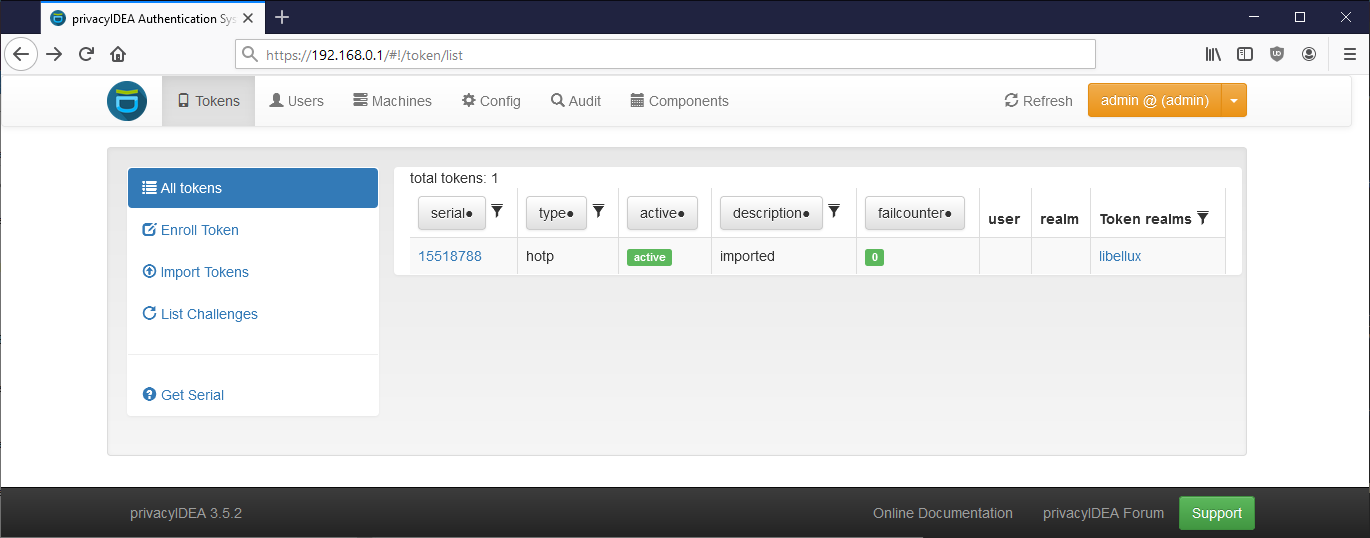 privacyIDEA Authentication Sys
https://192.168.0.1/#!/token/list
Tokens Users Machines Config Audit Components Refresh admin @ (admin)
All tokens
Enroll Token
Import Tokens
List Challenges
Get Serial
total tokens: 1
serial● type● active● description● failcounter● user realm Token realms
15518788 hotp active imported 0 libellux
privacyIDEA 3.5.2 Online Documentation privacyIDEA Forum Support